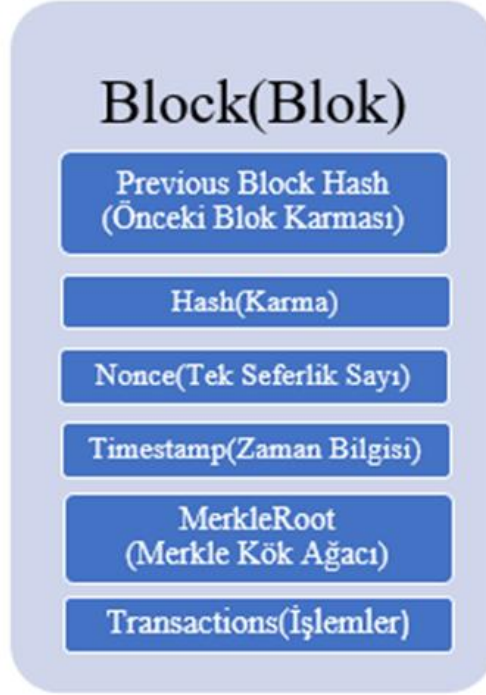 Block(Blok)
Previous Block Hash
(Önceki Blok Karması)
Hash(Karma)
Nonce(Tek Seferlik Sayı)
Timestamp(Zaman Bilgisi)
MerkleRoot
(Merkle Kök Ağacı)
Transactions(İşlemler)